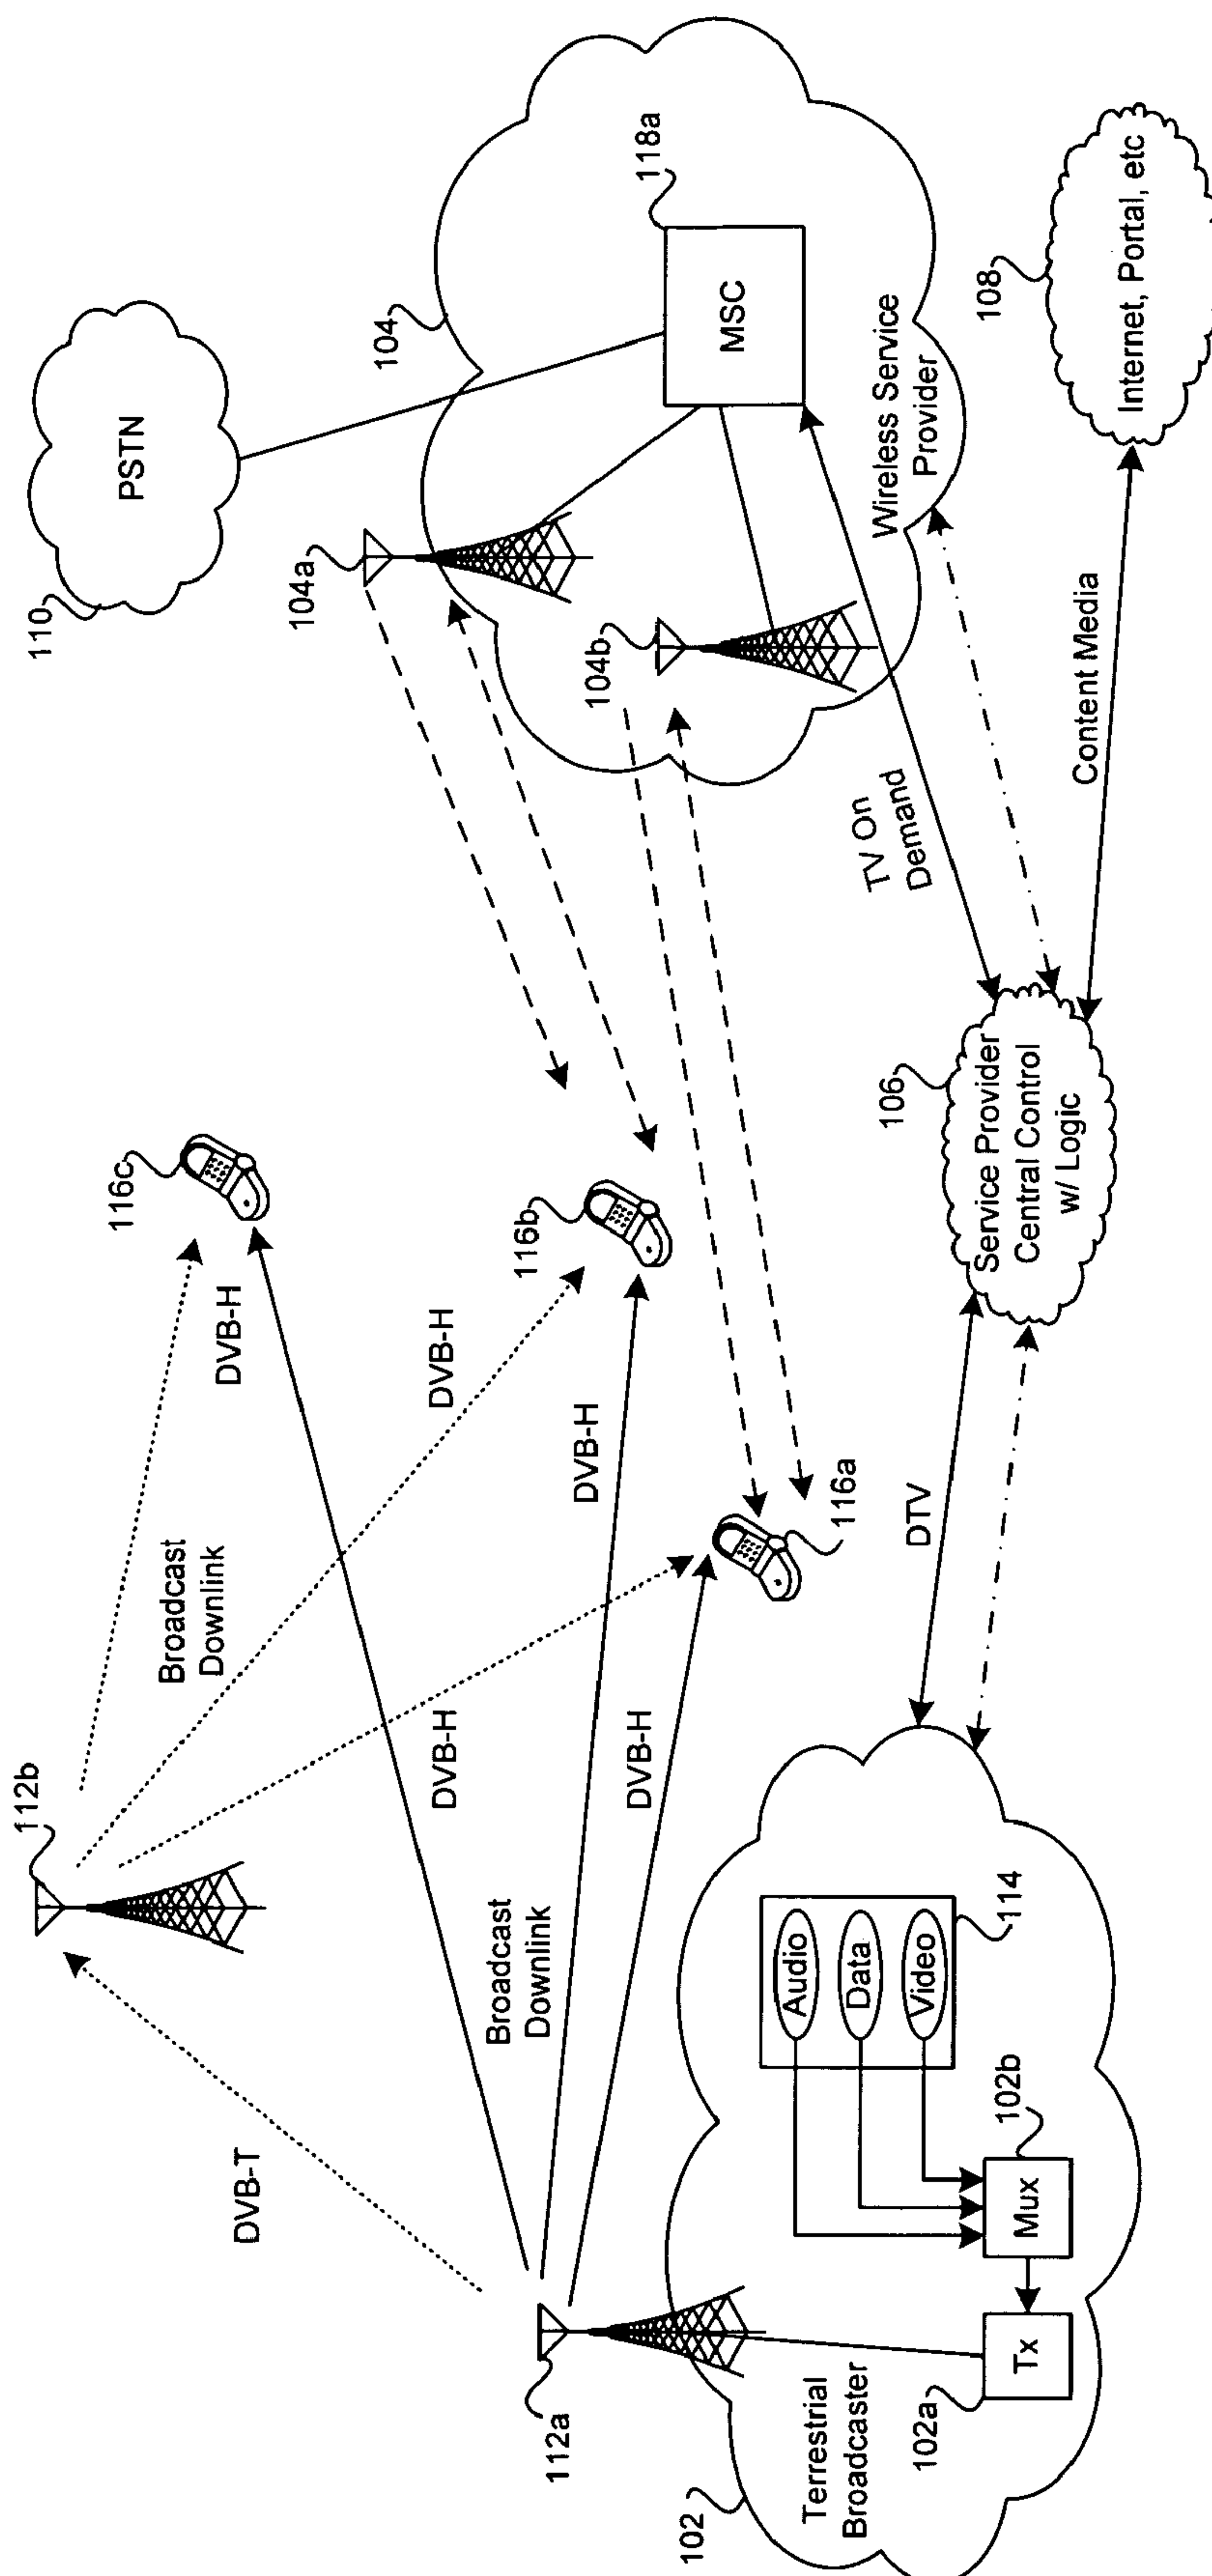 112b
DVB-T
Broadcast
Downlink
116c
DVB-H
110
PSTN
DVB-H
DVB-H
116b
104a
104
112a
Broadcast
Downlink
DVB-H
DVB-H
116a
104b
MSC
118a
102
Terrestrial
Broadcaster
102a
Tx
Mux
102b
Audio
Data
Video
114
DTV
106
Service Provider
Central Control
w/ Logic
TV On
Demand
Wireless Service
Provider
Content Media
108
Internet, Portal, etc